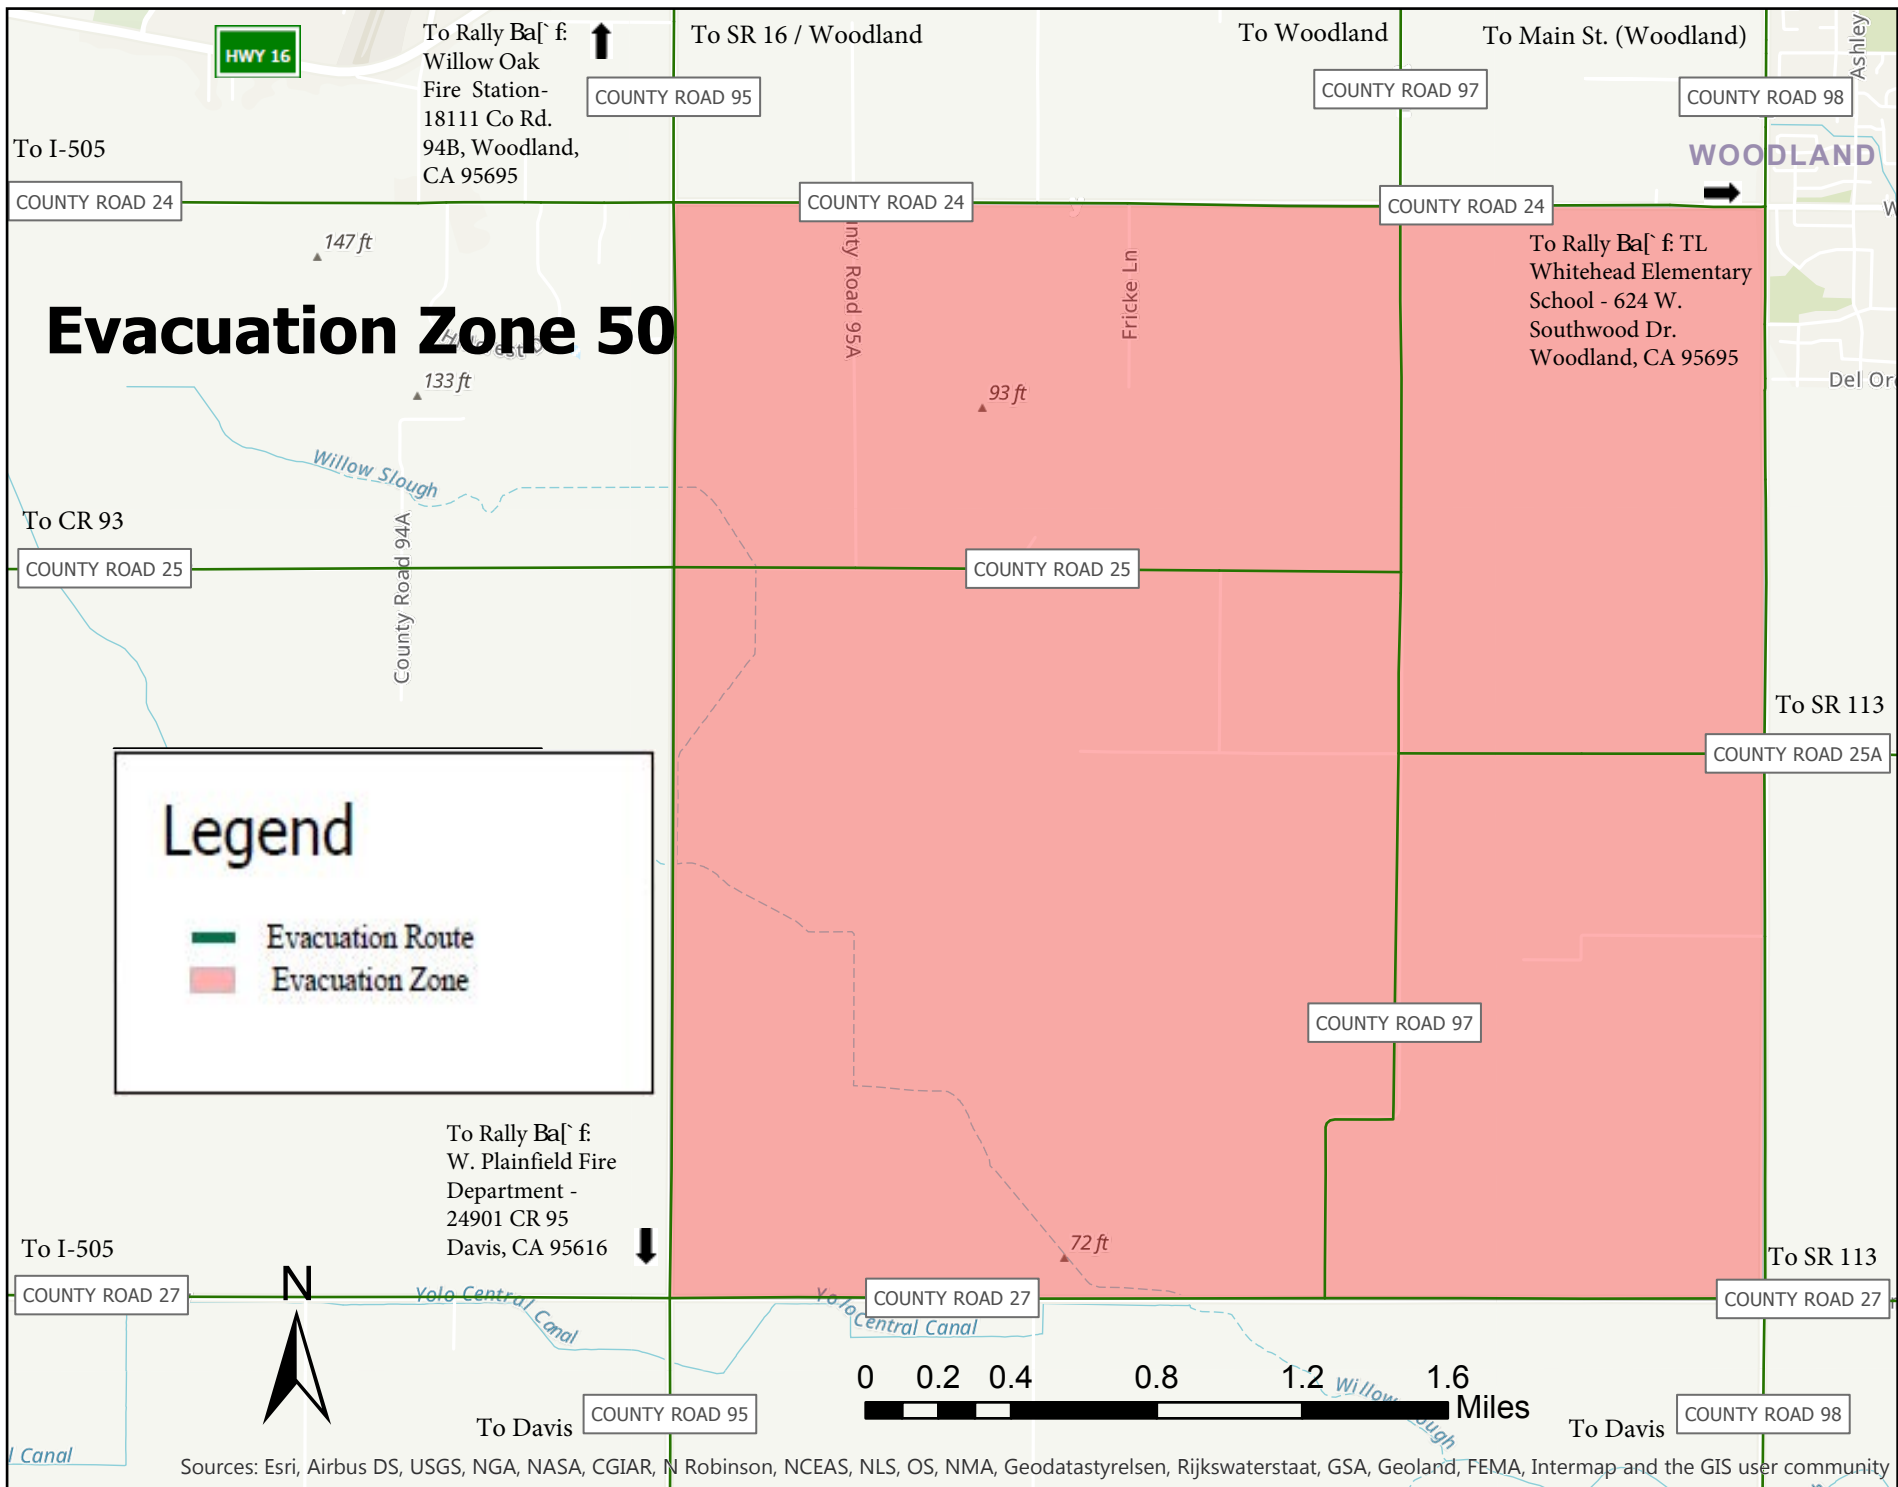 HWY 16
To Rally Ba[` f:
Willow Oak
Fire Station-
18111 Co Rd.
94B, Woodland,
CA 95695
To SR 16 / Woodland
To Woodland
To Main St. (Woodland)
Ashley
COUNTY ROAD 95
COUNTY ROAD 97
COUNTY ROAD 98
To I-505
WOODLAND
COUNTY ROAD 24
COUNTY ROAD 24
COUNTY ROAD 24
W
147 ft
nty Road 95A
Fricke Ln
To Rally Ba[` f: TL
Whitehead Elementary
School - 624 W.
Southwood Dr.
Woodland, CA 95695
Evacuation Zone 50
133 ft
93 ft
Del Oro
Willow Slough
To CR 93
County Road 94A
COUNTY ROAD 25
COUNTY ROAD 25
To SR 113
COUNTY ROAD 25A
Legend
Evacuation Route
Evacuation Zone
COUNTY ROAD 97
To Rally Ba[` f:
W. Plainfield Fire
Department -
24901 CR 95
Davis, CA 95616
72 ft
To I-505
To SR 113
N
COUNTY ROAD 27
Yolo Central Canal
COUNTY ROAD 27
COUNTY ROAD 27
Yolo Central Canal
0 0.2 0.4 0.8 1.2 1.6
Miles
Willow ough
To Davis
COUNTY ROAD 95
To Davis
COUNTY ROAD 98
l Canal
Sources: Esri, Airbus DS, USGS, NGA, NASA, CGIAR, N Robinson, NCEAS, NLS, OS, NMA, Geodatastyrelsen, Rijkswaterstaat, GSA, Geoland, FEMA, Intermap and the GIS user community